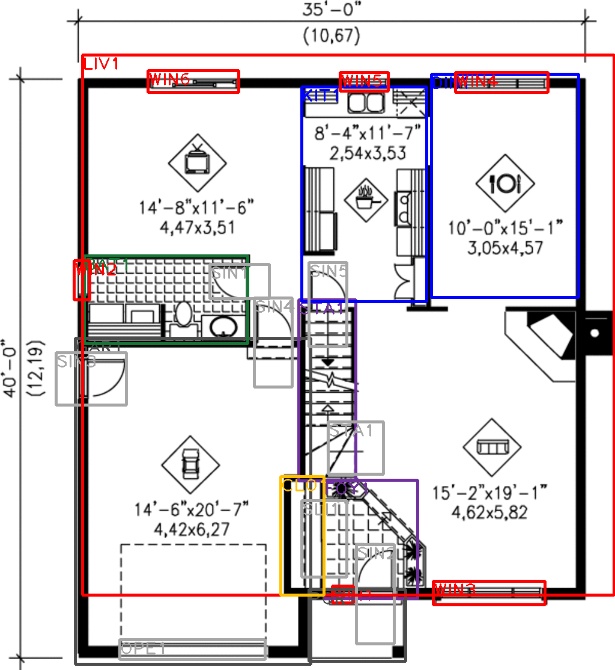 35'-0"
(10,67)
LIV1
WIN6
WIN5
WIN4
KIT1
8'-4"x11'-7"
2,54x3,53
14'-8"x11'-6"
4,47x3,51
10'-0"x15'-1"
3,05x4,57
WIN2
SIN1
SIN5
SIN4
STA1
40'-0"
(12,19)
SIN3
STA1
14'-6"x20'-7"
4,42x6,27
15'-2"x19'-1"
4,62x5,82
CLO1
SIN2
WIN3
OPE1